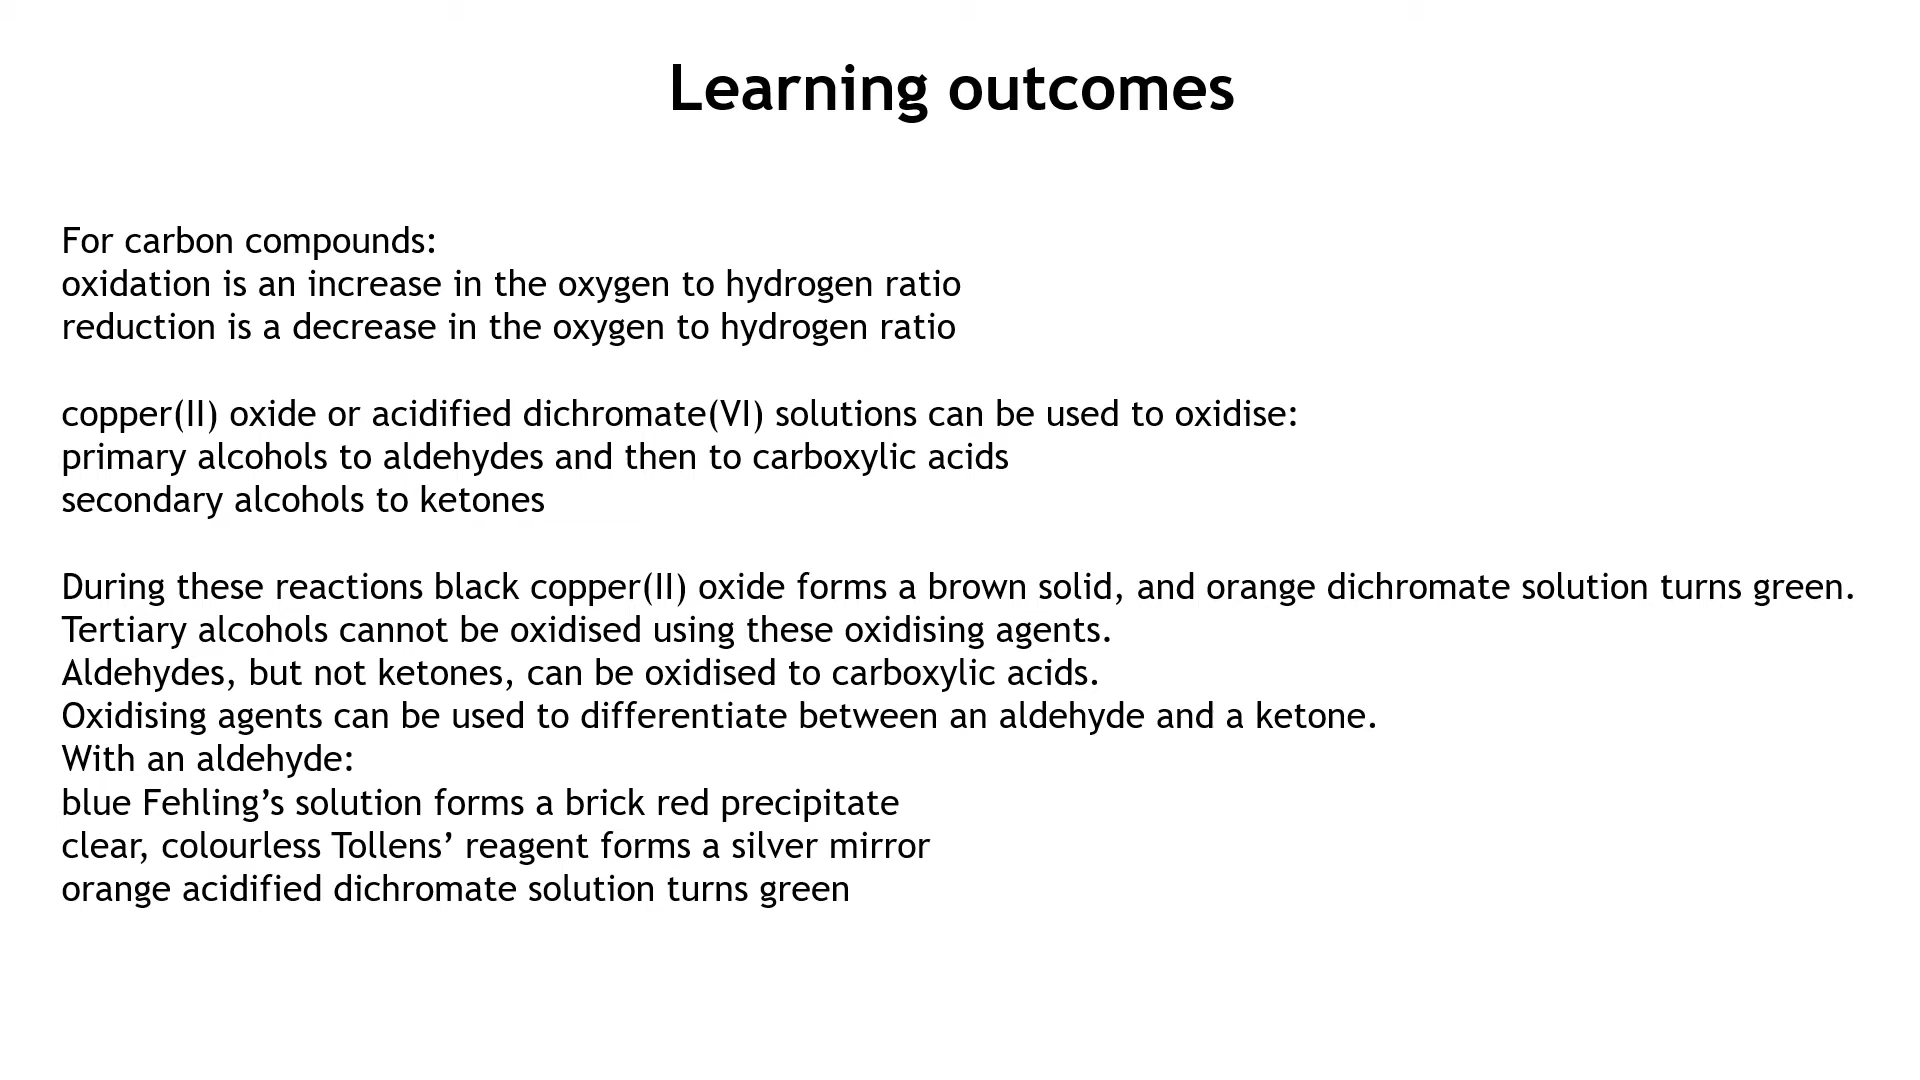 Learning outcomes
For carbon compounds:
oxidation is an increase in the oxygen to hydrogen ratio
reduction is a decrease in the oxygen to hydrogen ratio
copper(II) oxide or acidified dichromate(VI) solutions can be used to oxidise:
primary alcohols to aldehydes and then to carboxylic acids
secondary alcohols to ketones
During these reactions black copper(II) oxide forms a brown solid, and orange dichromate solution turns green.
Tertiary alcohols cannot be oxidised using these oxidising agents.
Aldehydes, but not ketones, can be oxidised to carboxylic acids.
Oxidising agents can be used to differentiate between an aldehyde and a ketone.
With an aldehyde:
blue Fehling’s solution forms a brick red precipitate
clear, colourless Tollens’ reagent forms a silver mirror
orange acidified dichromate solution turns green